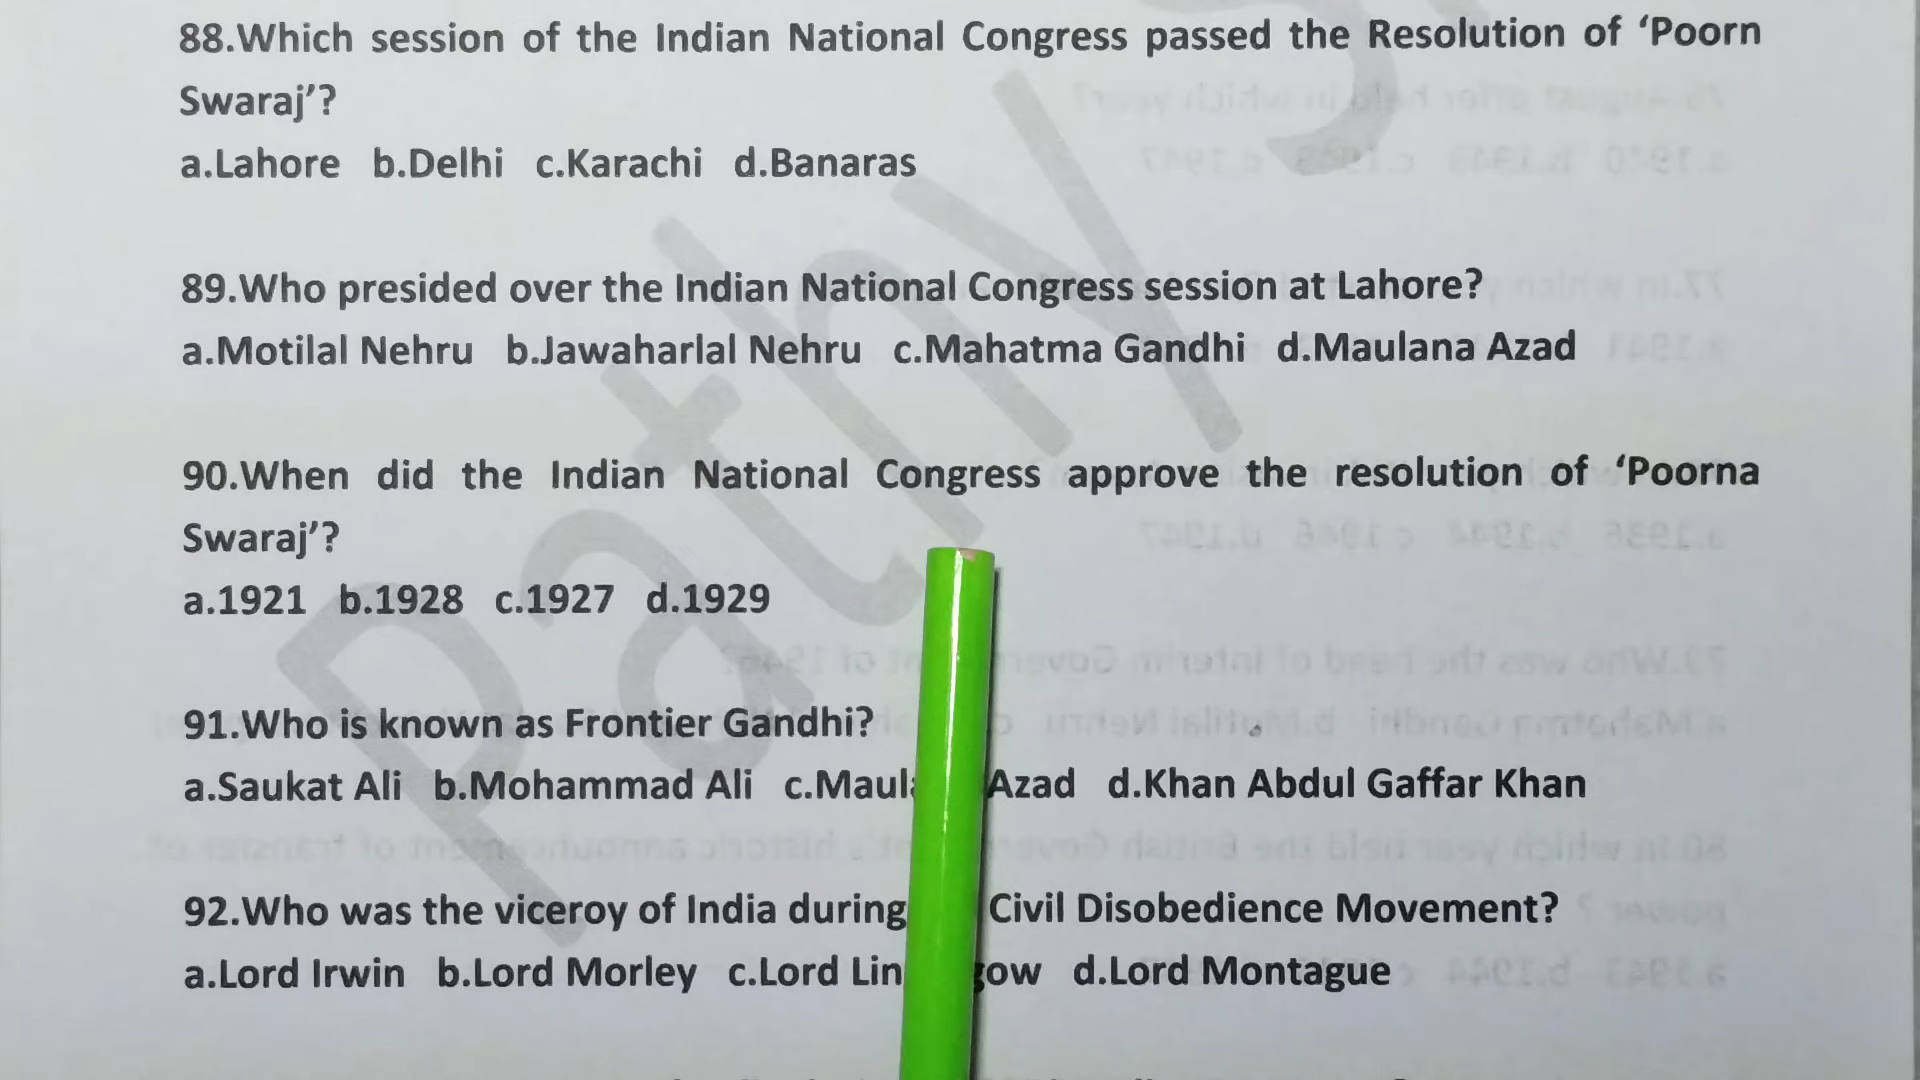 88.Which session of the Indian National Congress passed the Resolution of ‘Poorn
Swaraj’?
a.Lahore b.Delhi c.Karachi d.Banaras
89.Who presided over the Indian National Congress session at Lahore?
a.Motilal Nehru b.Jawaharlal Nehru c.Mahatma Gandhi d.Maulana Azad
90.When did the Indian National Congress approve the resolution of ‘Poorna
Swaraj’?
a.1921 b.1928 c.1927 d.1929
91.Who is known as Frontier Gandhi?
a.Saukat Ali b.Mohammad Ali c. Azad d.Khan Abdul Gaffar Khan
92.Who was the viceroy of India during Civil Disobedience Movement?
a.Lord Irwin b.Lord Morley c.Lord d.Lord Montague
Pathy